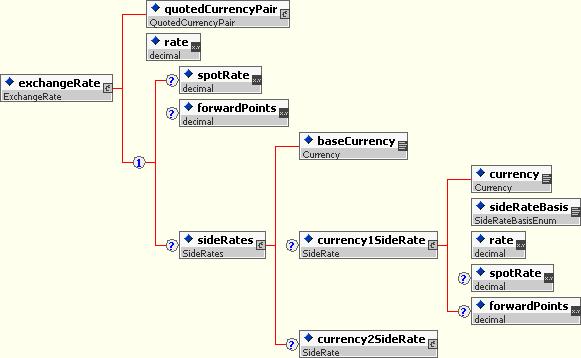 quotedCurrencyPair
QuotedCurrencyPair
rate
decimal
exchangeRate
ExchangeRate
? spotRate
decimal
? forwardPoints
decimal
1
? sideRates
SideRates
baseCurrency
Currency
? currency1SideRate
SideRate
? currency2SideRate
SideRate
currency
Currency
sideRateBasis
SideRateBasisEnum
rate
decimal
? spotRate
decimal
? forwardPoints
decimal